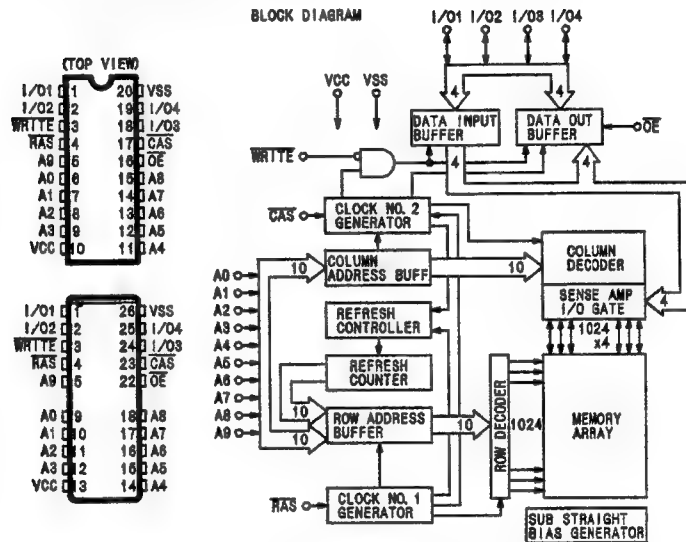 BLOCK DIAGRAM
I/O1 I/O2 I/O3 I/O4
(TOP VIEW)
I/O1 1 20 VSS
I/O2 2 19 I/O4
WRITE 3 18 I/O3
RAS 4 17 CAS
A9 5 16 OE
A0 6 15 A8
A1 7 14 A7
A2 8 13 A6
A3 9 12 A5
VCC 10 11 A4
I/O1 1 26 VSS
I/O2 2 25 I/O4
WRITE 3 24 I/O3
RAS 4 23 CAS
A9 5 22 OE
A0 9 18 A8
A1 10 17 A7
A2 11 16 A6
A3 12 15 A5
VCC 13 14 A4
VCC VSS
4 4
DATA INPUT
BUFFER
DATA OUT
BUFFER
OE
WRITE
4 4
CAS
CLOCK NO. 2
GENERATOR
10
COLUMN
ADDRESS BUFF
10
COLUMN
DECODER
SENSE AMP
I/O GATE
4
1024
x4
A0
A1
A2
A3
A4
A5
A6
A7
A8
A9
REFRESH
CONTROLLER
REFRESH
COUNTER
10
10
ROW ADDRESS
BUFFER
10
ROW DECODER
1024
MEMORY
ARRAY
RAS
CLOCK NO. 1
GENERATOR
SUB STRAIGHT
BIAS GENERATOR